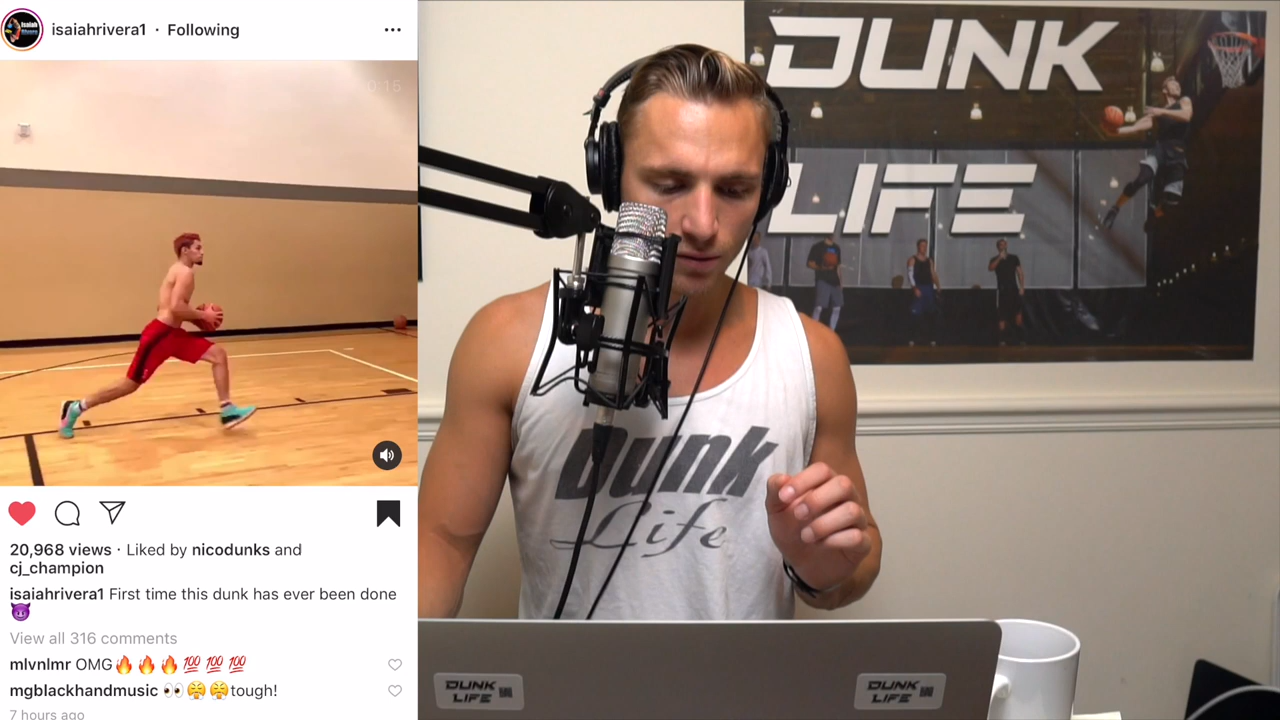 isaiahrivera1 · Following
0:15
20,968 views · Liked by nicodunks and
cj_champion
isaiahrivera1 First time this dunk has ever been done
😈
View all 316 comments
mlvnlmr OMG🔥🔥🔥💯💯💯
mgblackhandmusic 👀😤😤tough!
7 hours ago
DUNK
LIFE
Dunk
Life
DUNK
LIFE
DUNK
LIFE